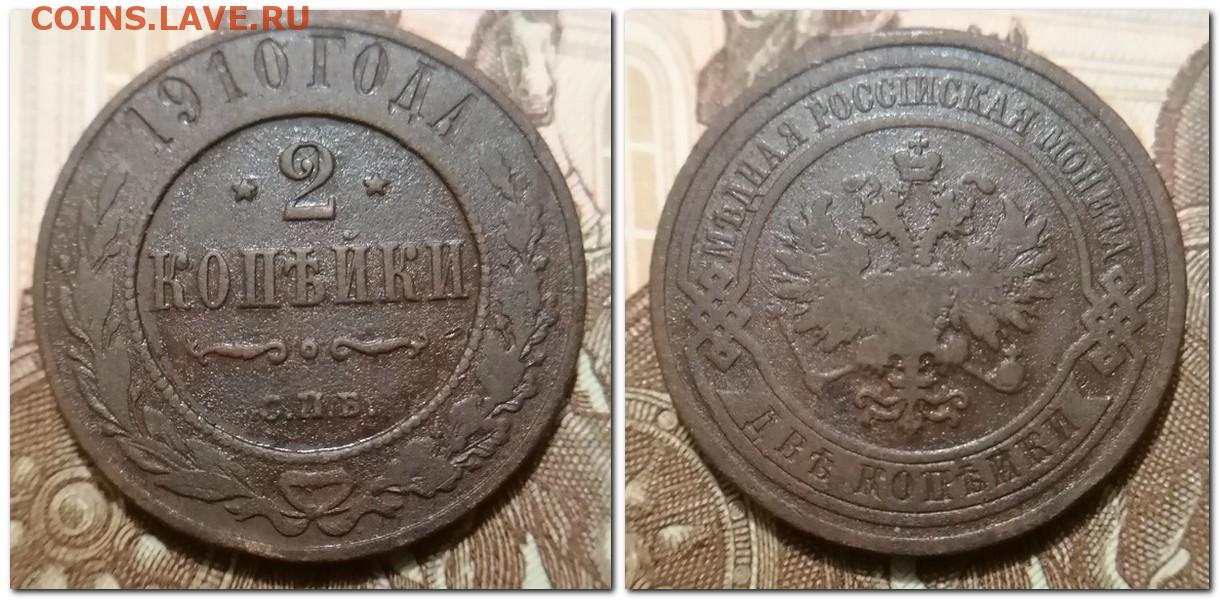 COINS.LAVE.RU
1910 ГОДА
2
КОПѢЙКИ
С.П.Б.
МѢДНАЯ РОССІЙСКАЯ МОНЕТА
ДВѢ КОПѢЙКИ